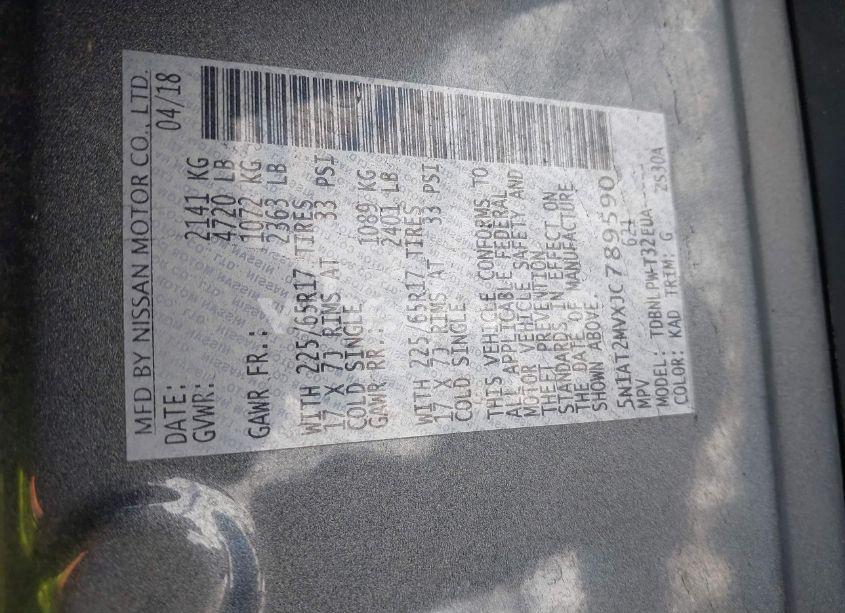 MFD BY NISSAN MOTOR CO., LTD.
DATE: 04/18
GVWR: 2141 KG
4720 LB
GAWR FR.: 1072 KG
2363 LB
WITH 225/65R17 TIRES
17 X 7J RIMS AT 33 PSI
COLD SINGLE
GAWR RR.: 1089 KG
2401 LB
WITH 225/65R17 TIRES
17 X 7J RIMS AT 33 PSI
COLD SINGLE
THIS VEHICLE CONFORMS TO
ALL APPLICABLE FEDERAL
MOTOR VEHICLE SAFETY AND
THEFT PREVENTION
STANDARDS IN EFFECT ON
THE DATE OF MANUFACTURE
SHOWN ABOVE.
5N1AT2MVXJC789590
MPV 621
MODEL: TDBNLPW-T32EUA-----
COLOR: KAD TRIM: G 2S30A